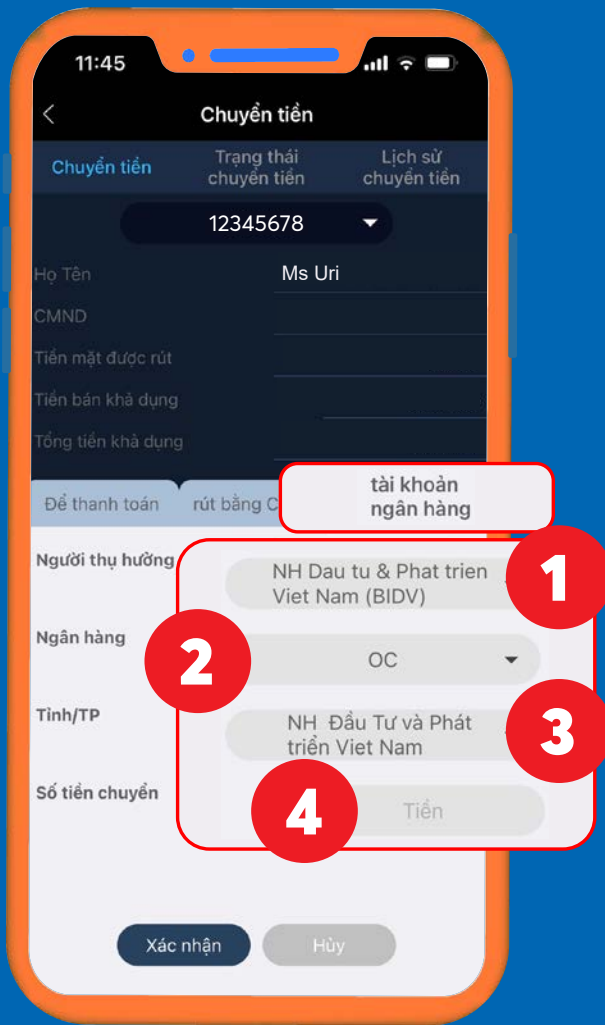 11:45
Chuyển tiền
Chuyển tiền
Trạng thái
chuyển tiền
Lịch sử
chuyển tiền
12345678
Họ Tên
Ms Uri
CMND
Tiền mặt được rút
Tiền bán khả dụng
Tổng tiền khả dụng
Để thanh toán
rút bằng C
tài khoản
ngân hàng
Người thụ hưởng
NH Dau tu & Phat trien
Viet Nam (BIDV)
1
Ngân hàng
2
OC
Tỉnh/TP
NH Đầu Tư và Phát
triển Việt Nam
3
Số tiền chuyển
4
Tiền
Xác nhận
Hủy